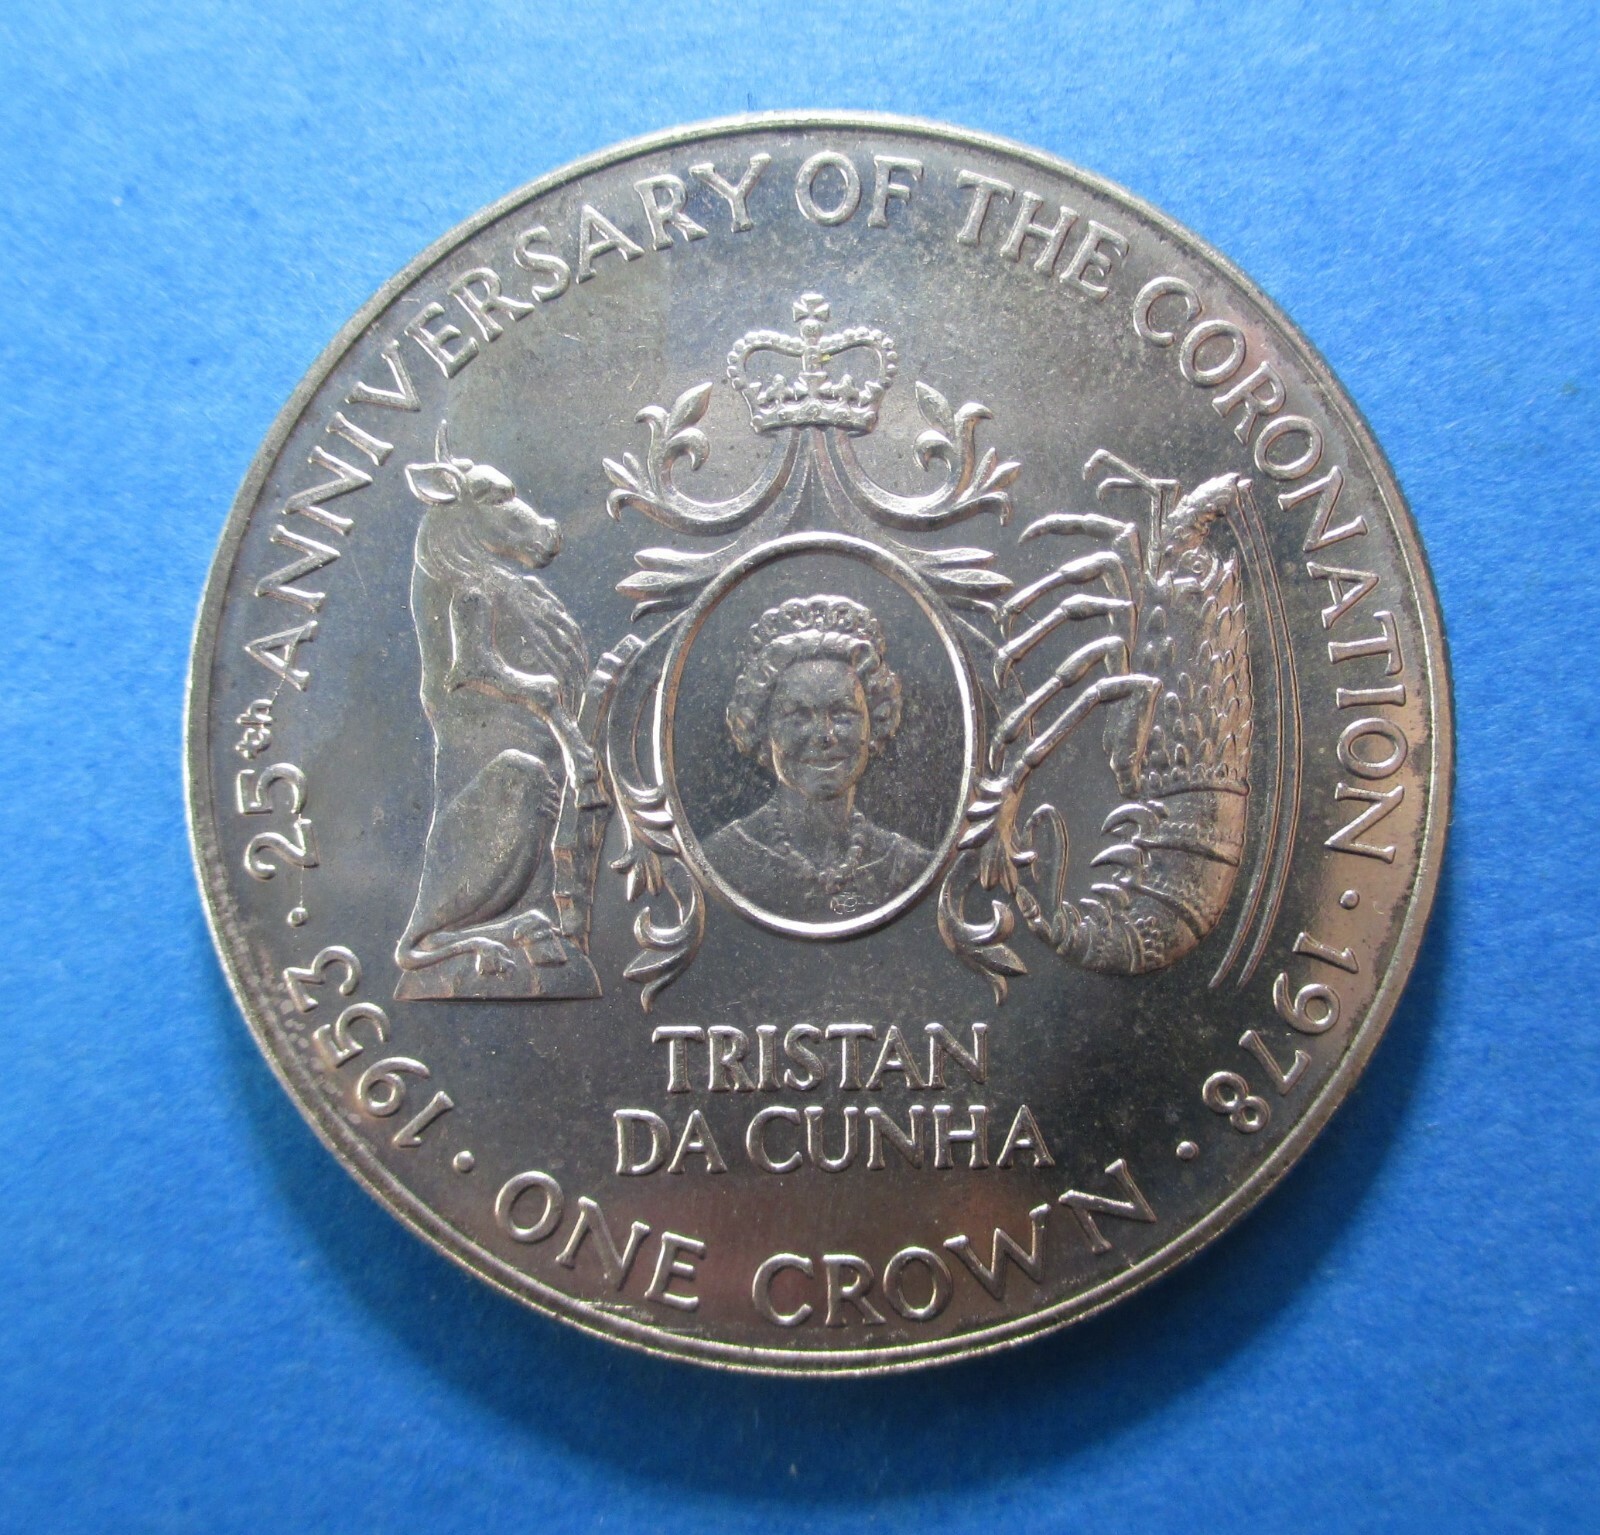 1953 · 25th ANNIVERSARY OF THE CORONATION · 1978 ·
TRISTAN
DA CUNHA
· ONE CROWN